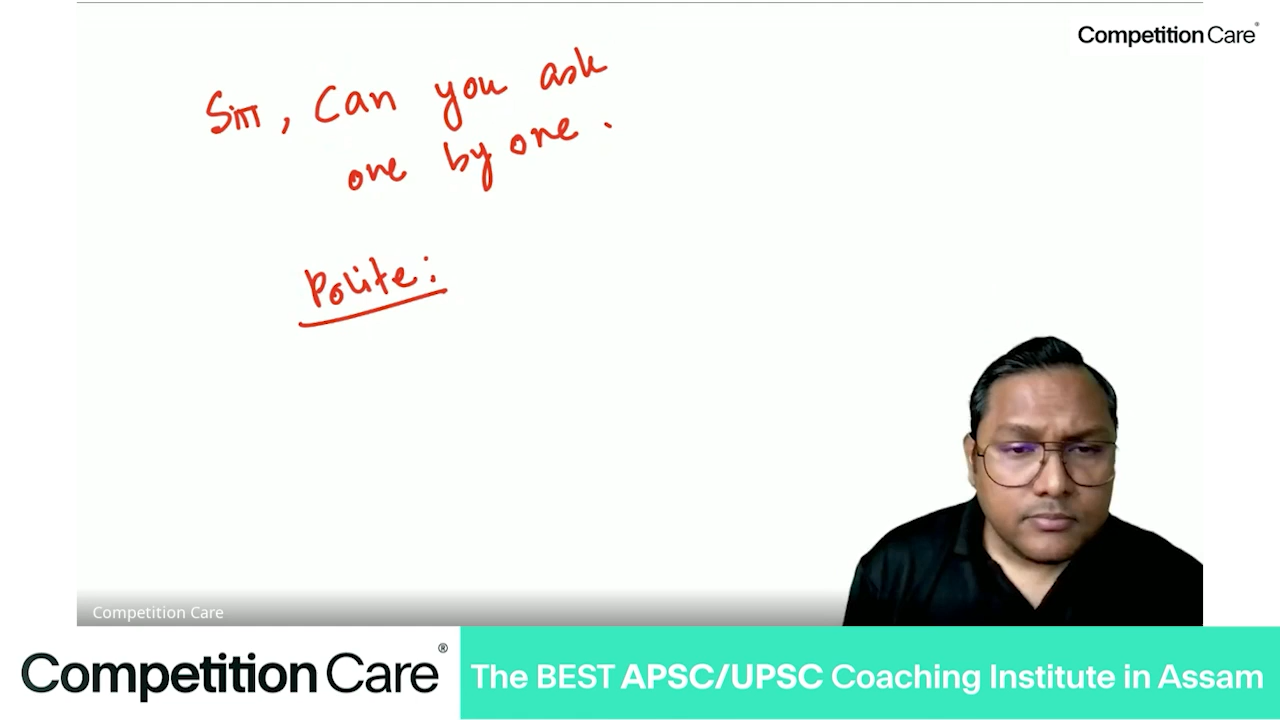 Competition Care®
Sir, Can you ask
one by one.
Polite:
Competition Care
Competition Care®
The BEST APSC/UPSC Coaching Institute in Assam